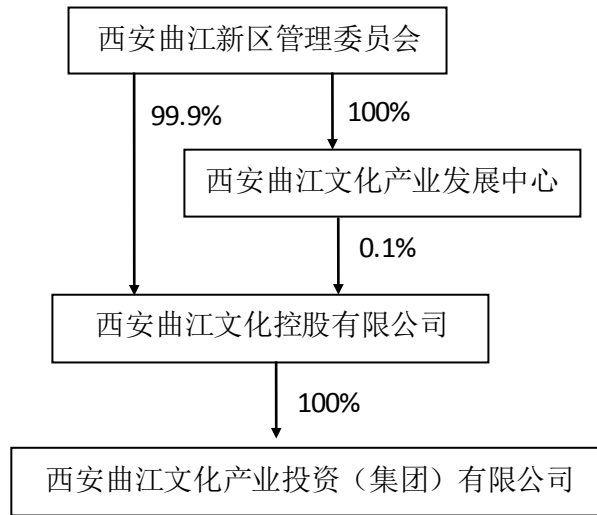 西安曲江新区管理委员会
99.9%
100%
西安曲江文化产业发展中心
0.1%
西安曲江文化控股有限公司
100%
西安曲江文化产业投资（集团）有限公司